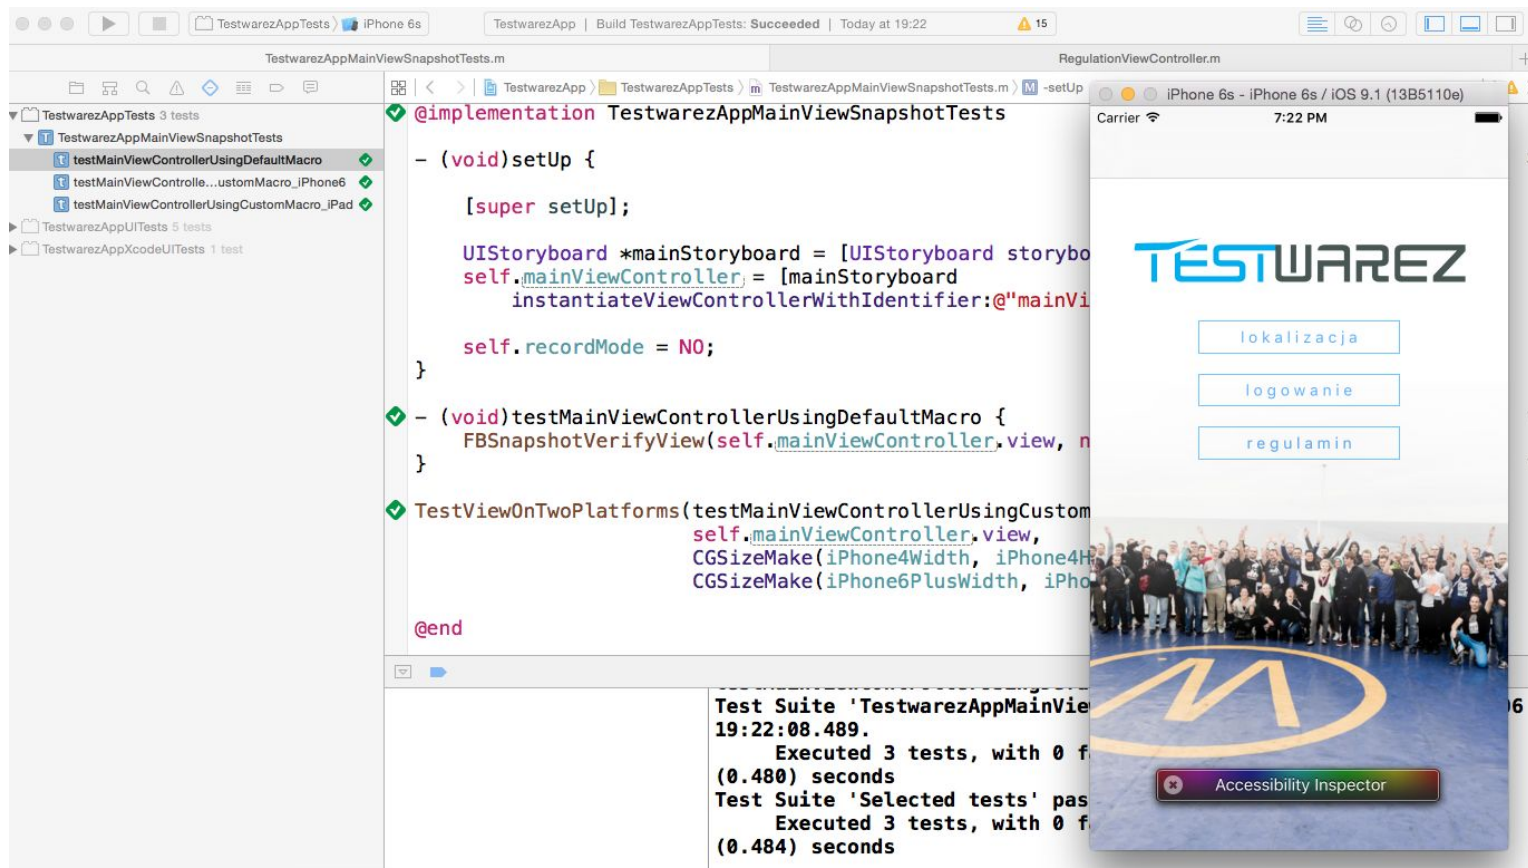 TestwarezAppTests iPhone 6s
TestwarezApp | Build TestwarezAppTests: Succeeded | Today at 19:22
15
TestwarezAppMainViewSnapshotTests.m
RegulationViewController.m
TestwarezAppTests 3 tests
TestwarezAppMainViewSnapshotTests
testMainViewControllerUsingDefaultMacro
testMainViewControlle...ustomMacro_iPhone6
testMainViewControllerUsingCustomMacro_iPad
TestwarezAppUITests 5 tests
TestwarezAppXcodeUITests 1 test
TestwarezApp TestwarezAppTests TestwarezAppMainViewSnapshotTests.m -setUp
@implementation TestwarezAppMainViewSnapshotTests
- (void)setUp {
[super setUp];
UIStoryboard *mainStoryboard = [UIStoryboard storybo
self.mainViewController = [mainStoryboard
instantiateViewControllerWithIdentifier:@"mainVi
self.recordMode = NO;
}
- (void)testMainViewControllerUsingDefaultMacro {
FBSnapshotVerifyView(self.mainViewController.view, n
}
TestViewOnTwoPlatforms(testMainViewControllerUsingCustom
self.mainViewController.view,
CGSizeMake(iPhone4Width, iPhone4H
CGSizeMake(iPhone6PlusWidth, iPho
@end
Test Suite 'TestwarezAppMainVie
19:22:08.489.
Executed 3 tests, with 0 f
(0.480) seconds
Test Suite 'Selected tests' pas
Executed 3 tests, with 0 f
(0.484) seconds
iPhone 6s - iPhone 6s / iOS 9.1 (13B5110e)
Carrier 7:22 PM
TESTWAREZ
lokalizacja
logowanie
regulamin
W
Accessibility Inspector